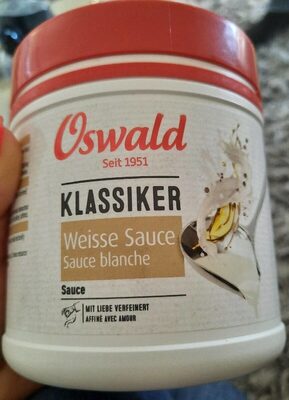 Oswald
Seit 1951
KLASSIKER
Weisse Sauce
Sauce blanche
Sauce
MIT LIEBE VERFEINERT
AFFINÉ AVEC AMOUR